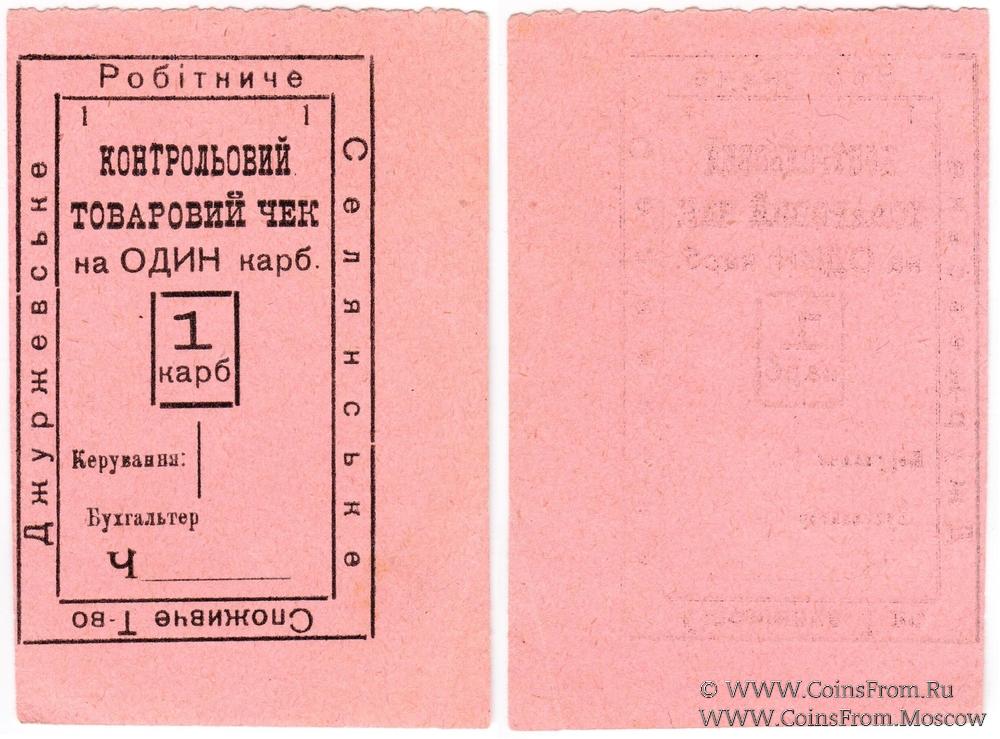 Джуржевське
Робітниче
Селянське
Споживче Т-во
1 1
КОНТРОЛЬОВИЙ
ТОВАРОВИЙ ЧЕК
на ОДИН карб.
1
карб
Керування:
Бухгальтер
Ч
© WWW.CoinsFrom.Ru
WWW.CoinsFrom.Moscow